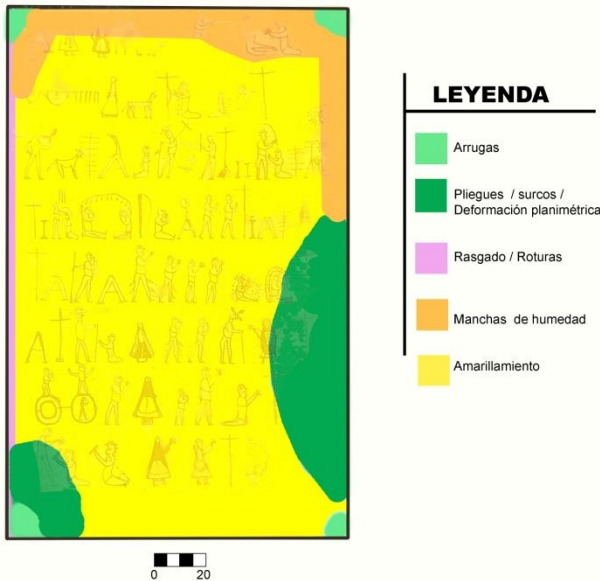 LEYENDA
Arrugas
Pliegues / surcos /
Deformación planimétrica
Rasgado / Roturas
Manchas de humedad
Amarillamiento
0 20